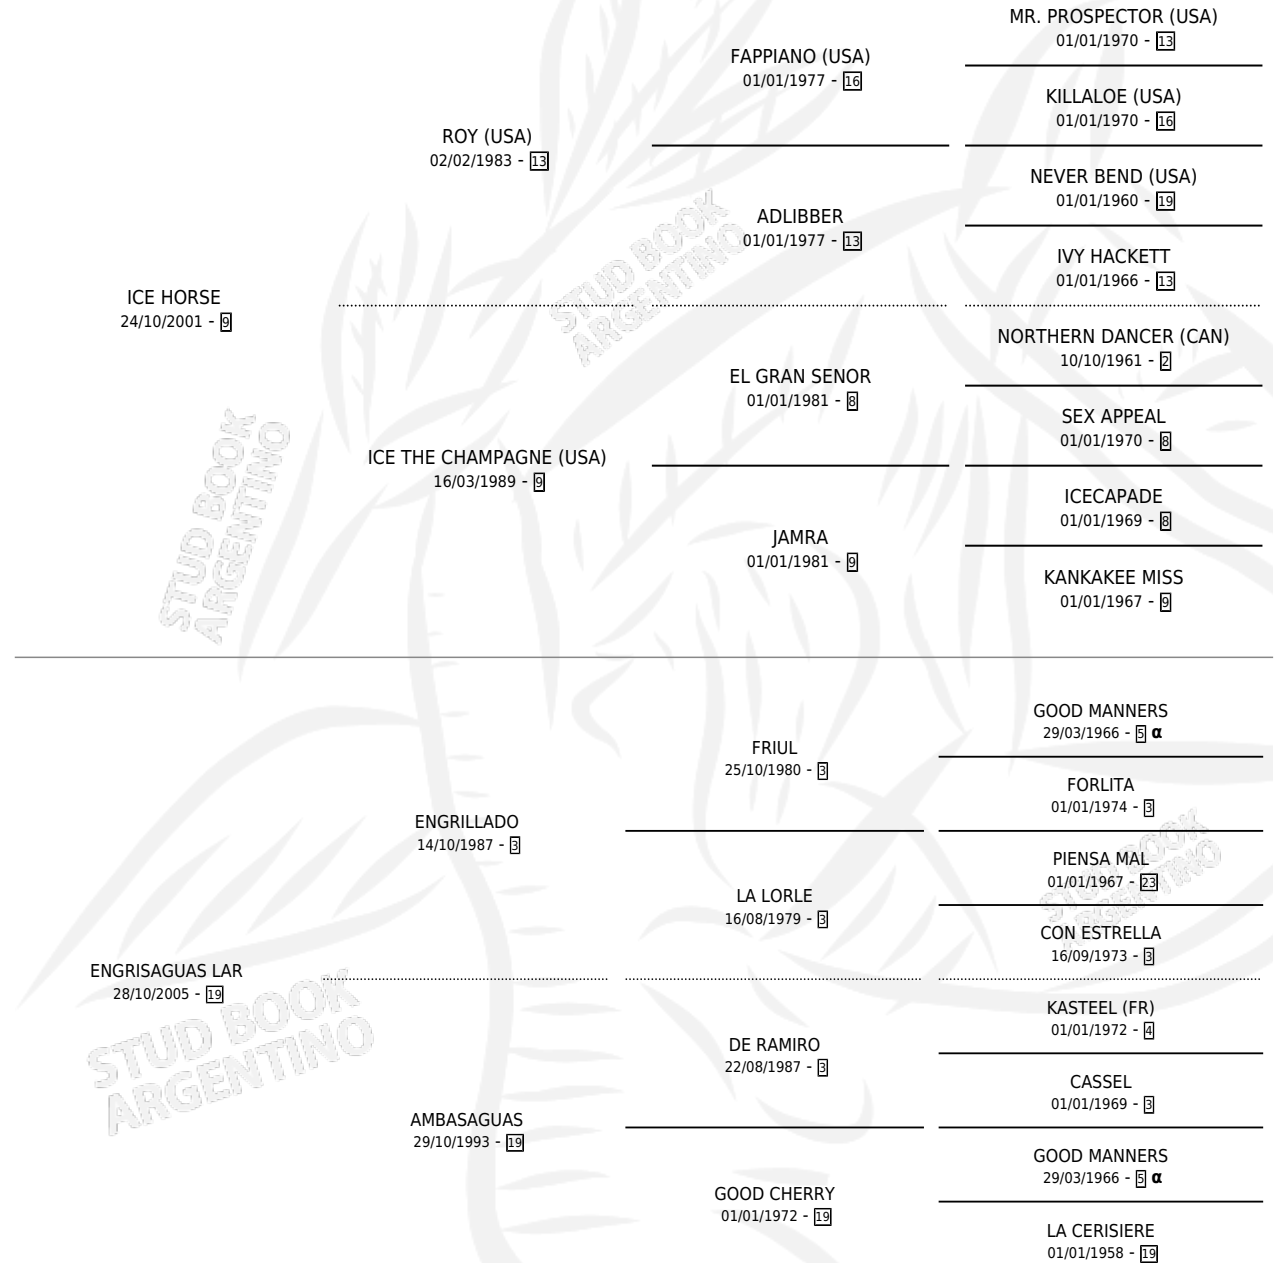 MR. PROSPECTOR (USA)
01/01/1970 - 13
FAPPIANO (USA)
01/01/1977 - 16
KILLALOE (USA)
01/01/1970 - 16
ROY (USA)
02/02/1983 - 13
NEVER BEND (USA)
01/01/1960 - 19
ADLIBBER
01/01/1977 - 13
IVY HACKETT
01/01/1966 - 13
STUD BOOK
ARGENTINO
ICE HORSE
24/10/2001 - 9
NORTHERN DANCER (CAN)
10/10/1961 - 2
EL GRAN SENOR
01/01/1981 - 8
SEX APPEAL
01/01/1970 - 8
ICE THE CHAMPAGNE (USA)
16/03/1989 - 9
ICECAPADE
01/01/1969 - 8
JAMRA
01/01/1981 - 9
KANKAKEE MISS
01/01/1967 - 9
STUD BOOK
ARGENTINO
GOOD MANNERS
29/03/1966 - 5 α
FRIUL
25/10/1980 - 3
FORLITA
01/01/1974 - 3
ENGRILLADO
14/10/1987 - 3
PIENSA MAL
01/01/1967 - 23
LA LORLE
16/08/1979 - 3
CON ESTRELLA
16/09/1973 - 3
STUD BOOK
ARGENTINO
ENGRISAGUAS LAR
28/10/2005 - 19
STUD BOOK
ARGENTINO
KASTEEL (FR)
01/01/1972 - 4
DE RAMIRO
22/08/1987 - 3
CASSEL
01/01/1969 - 3
AMBASAGUAS
29/10/1993 - 19
GOOD MANNERS
29/03/1966 - 5 α
GOOD CHERRY
01/01/1972 - 19
LA CERISIERE
01/01/1958 - 19